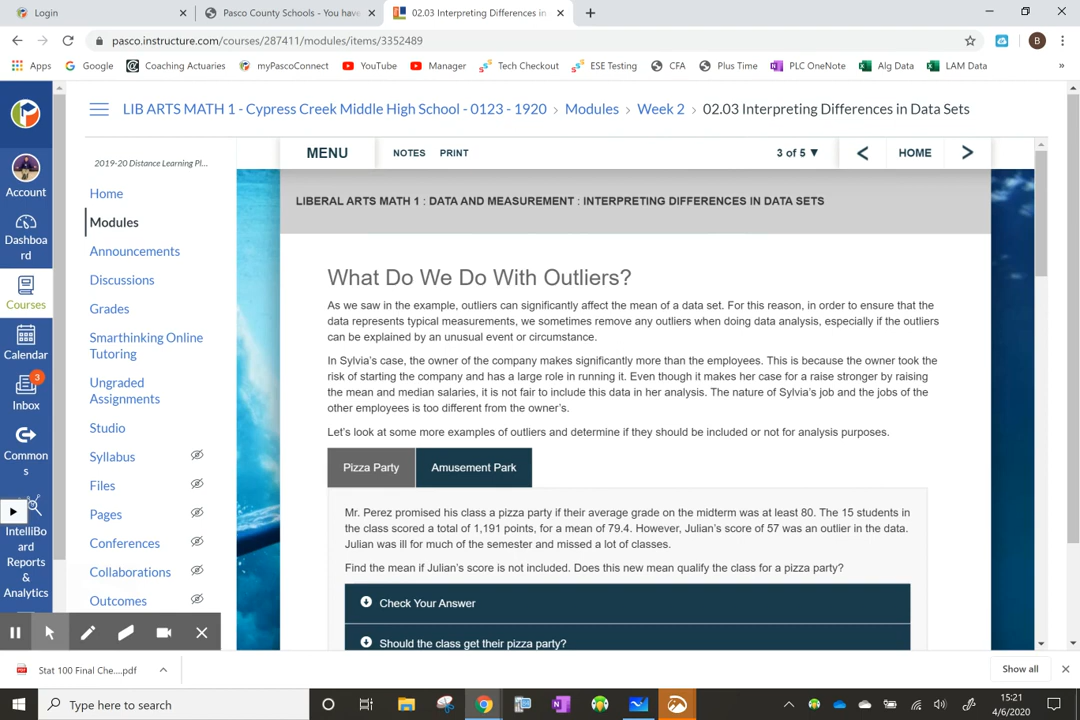 Login
Pasco County Schools - You have
02.03 Interpreting Differences in
pasco.instructure.com/courses/287411/modules/items/3352489
B
Apps
Google
Coaching Actuaries
myPascoConnect
YouTube
Manager
Tech Checkout
ESE Testing
CFA
Plus Time
PLC OneNote
Alg Data
LAM Data
»
LIB ARTS MATH 1 - Cypress Creek Middle High School - 0123 - 1920 › Modules › Week 2 › 02.03 Interpreting Differences in Data Sets
Account
Dashboa
rd
Courses
Calendar
3
Inbox
Common
s
IntelliBo
ard
Reports
&
Analytics
2019-20 Distance Learning Pl...
Home
Modules
Announcements
Discussions
Grades
Smarthinking Online
Tutoring
Ungraded
Assignments
Studio
Syllabus
Files
Pages
Conferences
Collaborations
Outcomes
MENU
NOTES
PRINT
3 of 5 ▼
<
HOME
>
LIBERAL ARTS MATH 1 : DATA AND MEASUREMENT : INTERPRETING DIFFERENCES IN DATA SETS
What Do We Do With Outliers?
As we saw in the example, outliers can significantly affect the mean of a data set. For this reason, in order to ensure that the
data represents typical measurements, we sometimes remove any outliers when doing data analysis, especially if the outliers
can be explained by an unusual event or circumstance.
In Sylvia's case, the owner of the company makes significantly more than the employees. This is because the owner took the
risk of starting the company and has a large role in running it. Even though it makes her case for a raise stronger by raising
the mean and median salaries, it is not fair to include this data in her analysis. The nature of Sylvia's job and the jobs of the
other employees is too different from the owner's.
Let's look at some more examples of outliers and determine if they should be included or not for analysis purposes.
Pizza Party
Amusement Park
Mr. Perez promised his class a pizza party if their average grade on the midterm was at least 80. The 15 students in
the class scored a total of 1,191 points, for a mean of 79.4. However, Julian's score of 57 was an outlier in the data.
Julian was ill for much of the semester and missed a lot of classes.
Find the mean if Julian's score is not included. Does this new mean qualify the class for a pizza party?
Check Your Answer
Should the class get their pizza party?
Stat 100 Final Che....pdf
Show all
Type here to search
15:21
4/6/2020